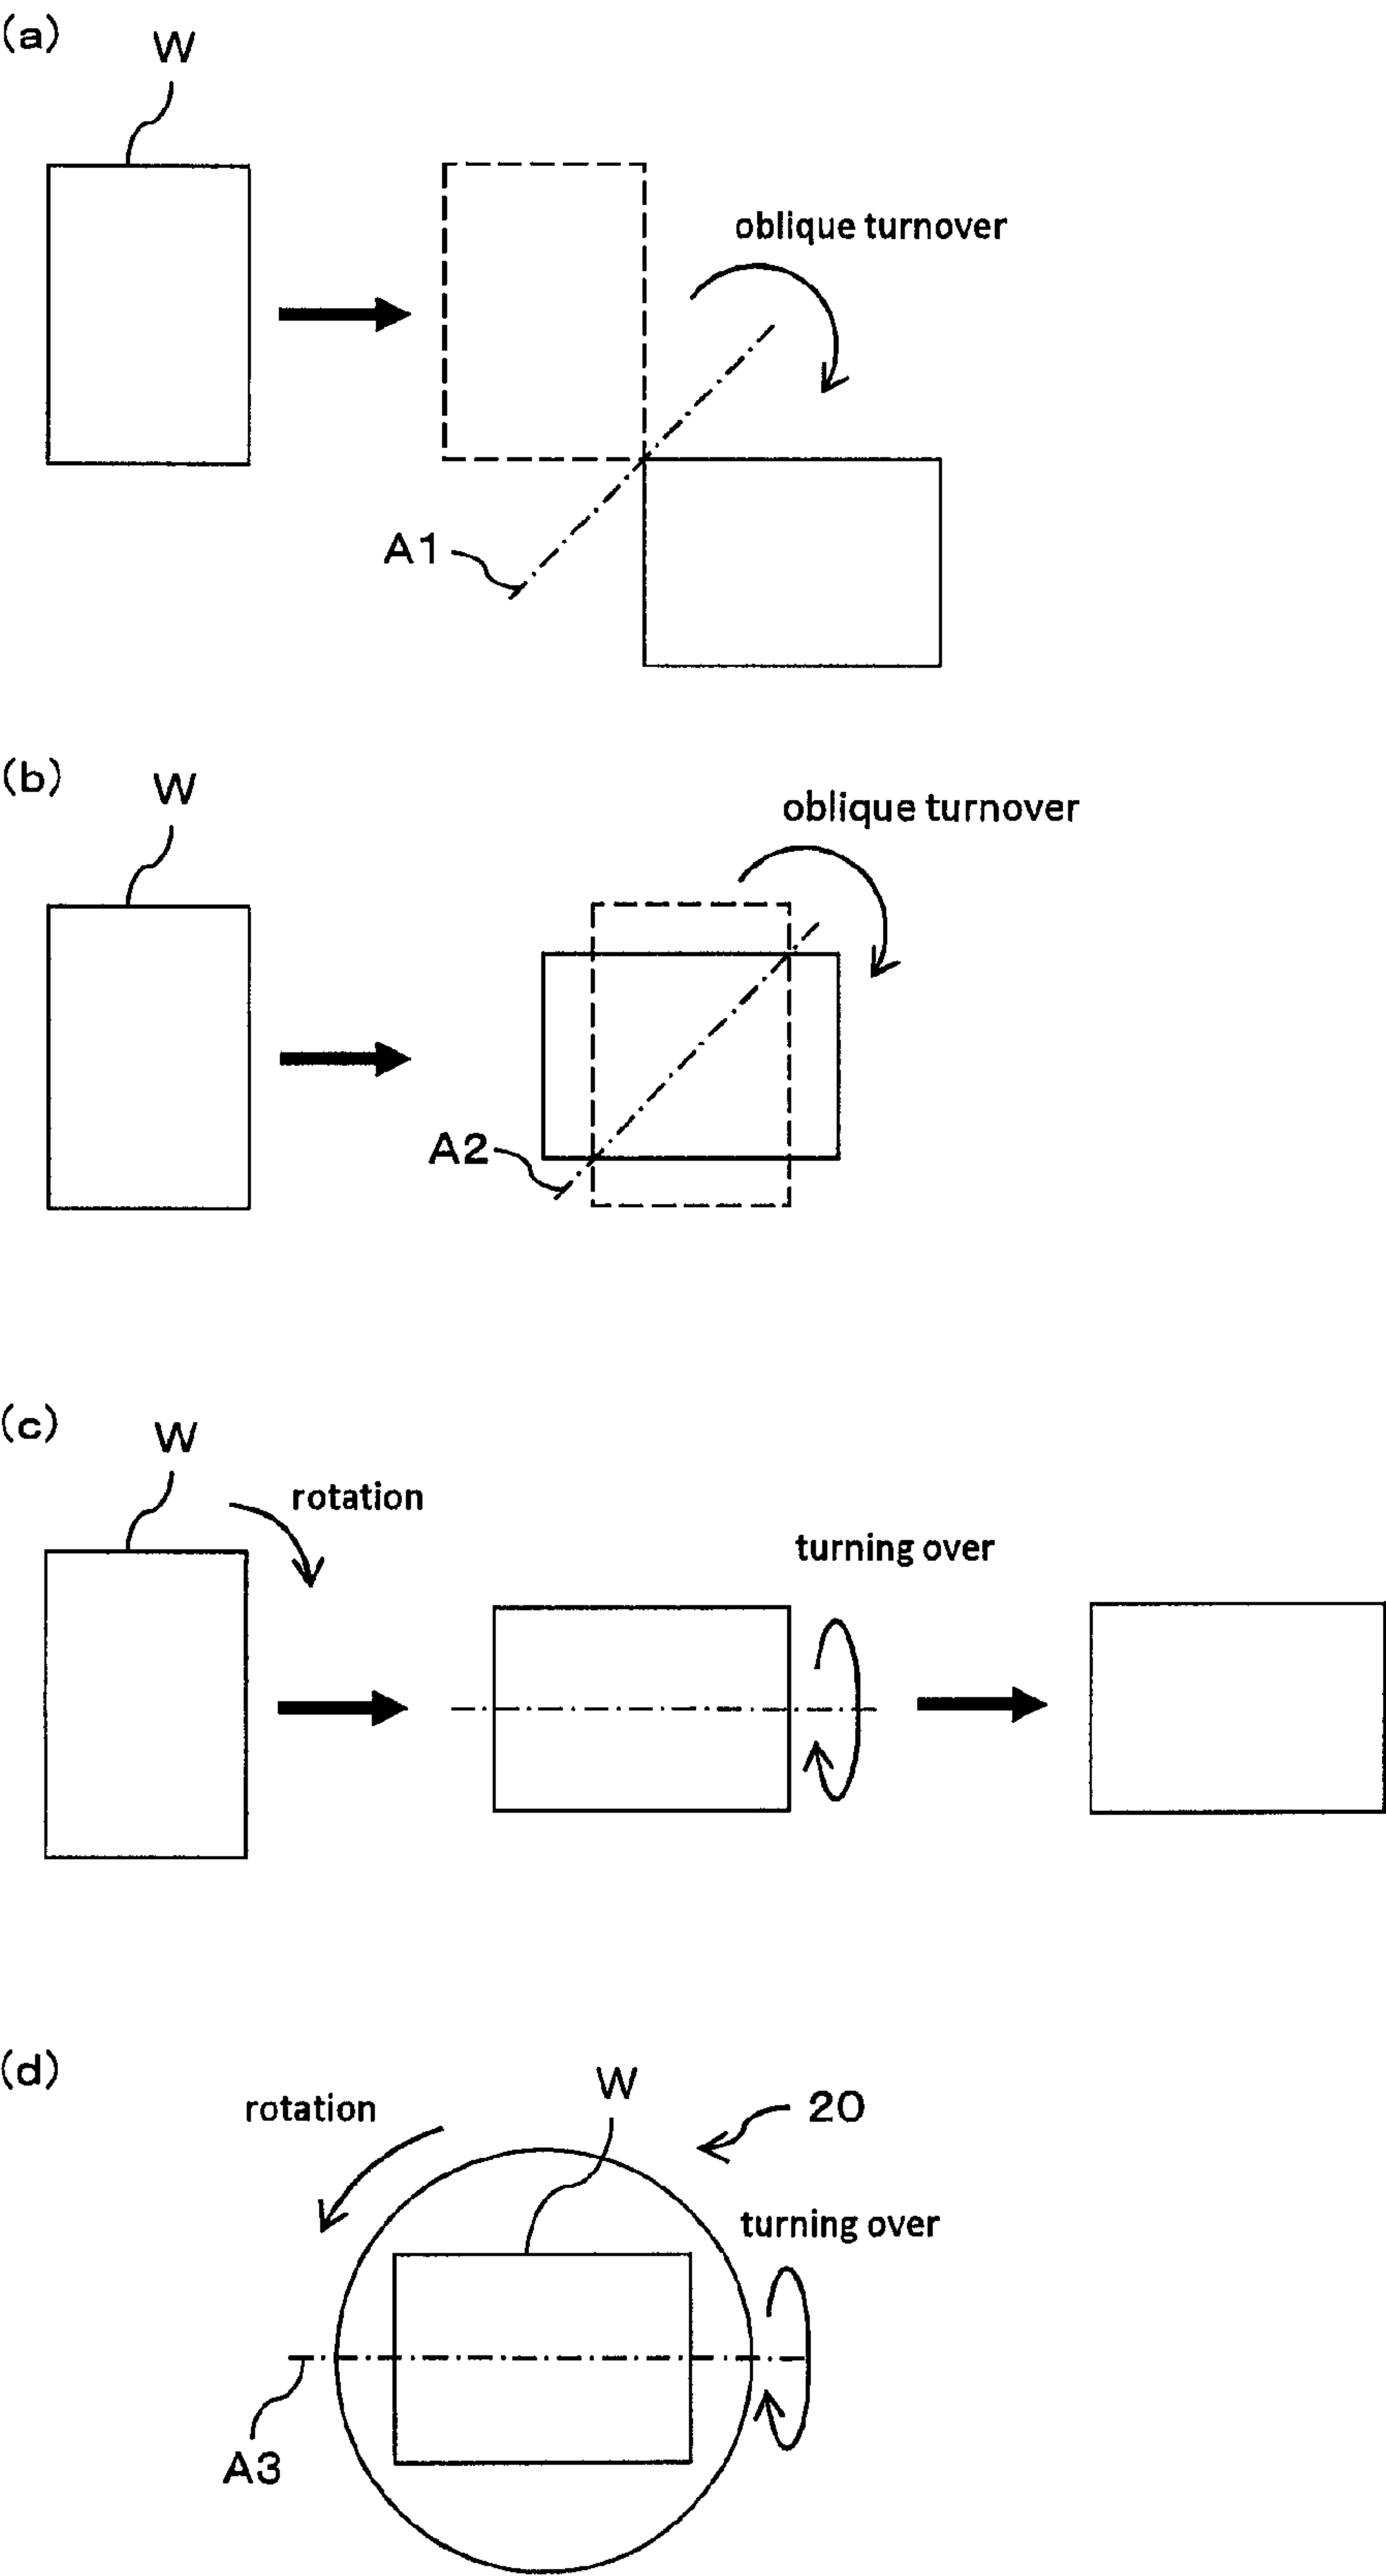 (a)
W
oblique turnover
A1
(b)
W
oblique turnover
A2
(c)
W
rotation
turning over
(d)
W
20
rotation
turning over
A3